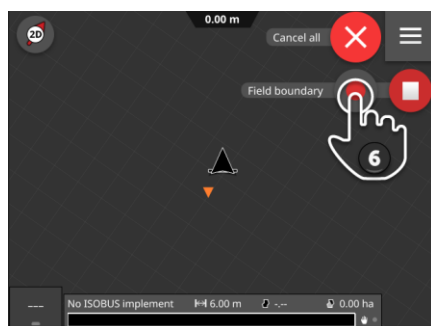 0.00 m
2D
Cancel all
Field boundary
6
---
No ISOBUS implement 6.00 m -.-- 0.00 ha